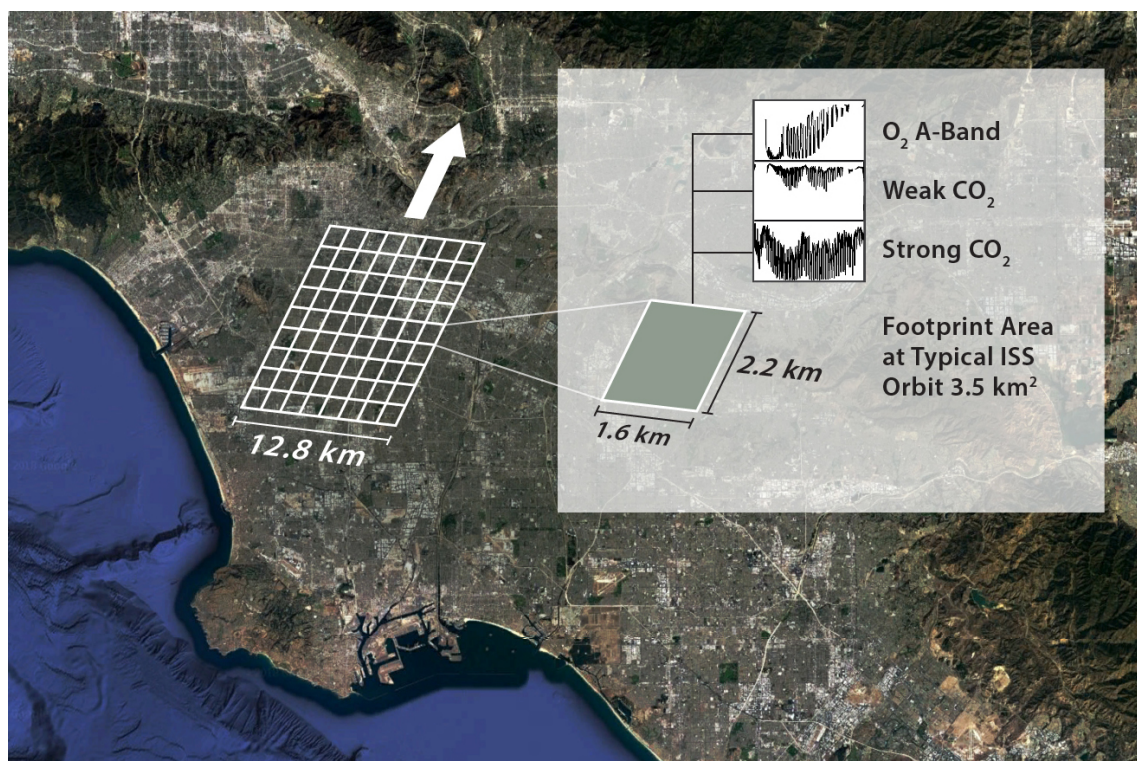 O₂ A-Band
Weak CO₂
Strong CO₂
Footprint Area
at Typical ISS
Orbit 3.5 km²
2.2 km
1.6 km
12.8 km